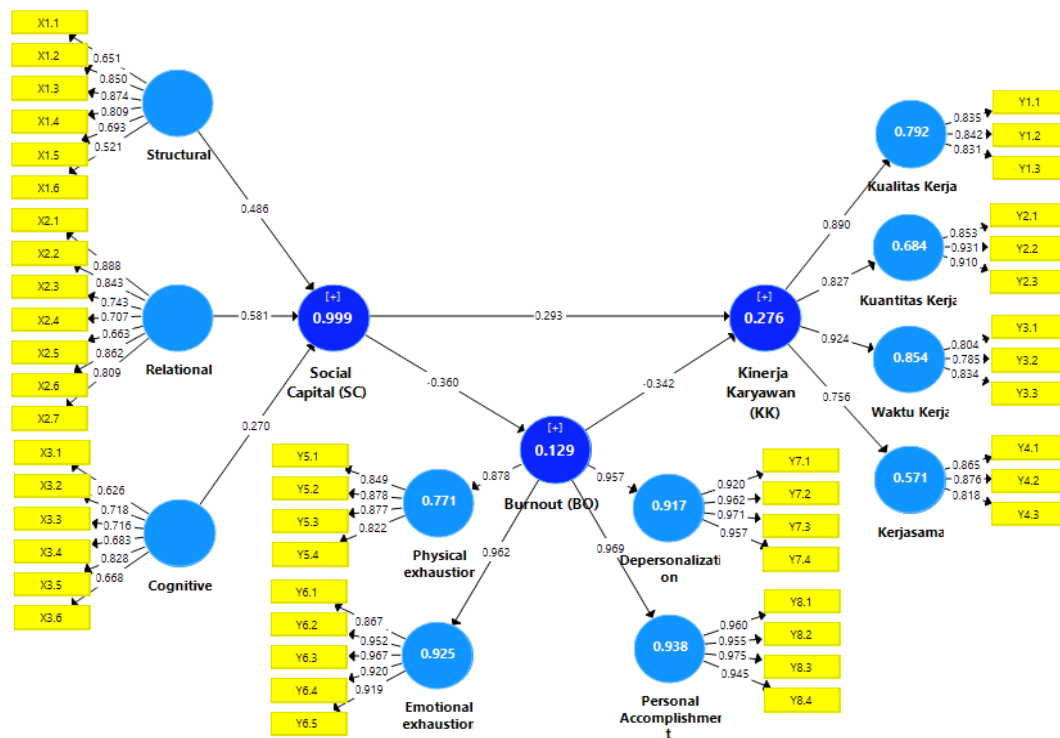 X1.1
X1.2
X1.3
X1.4
X1.5
X1.6
0.651
0.850
0.874
0.809
0.693
0.521
Structural
X2.1
X2.2
X2.3
X2.4
X2.5
X2.6
X2.7
0.888
0.843
0.743
0.707
0.663
0.862
0.809
Relational
X3.1
X3.2
X3.3
X3.4
X3.5
X3.6
0.626
0.718
0.716
0.683
0.828
0.668
Cognitive
0.486
0.581
0.270
[+]
0.999
Social
Capital (SC)
0.293
-0.360
-0.342
[+]
0.129
Burnout (BO)
[+]
0.276
Kinerja
Karyawan
(KK)
0.890
0.827
0.924
0.756
0.792
Kualitas Kerja
0.835
0.842
0.831
Y1.1
Y1.2
Y1.3
0.684
Kuantitas Kerja
0.853
0.931
0.910
Y2.1
Y2.2
Y2.3
0.854
Waktu Kerja
0.804
0.785
0.834
Y3.1
Y3.2
Y3.3
0.571
Kerjasama
0.865
0.876
0.818
Y4.1
Y4.2
Y4.3
0.878
0.957
0.962
0.969
Y5.1
Y5.2
Y5.3
Y5.4
0.849
0.878
0.877
0.822
0.771
Physical
exhaustion
Y6.1
Y6.2
Y6.3
Y6.4
Y6.5
0.867
0.952
0.967
0.920
0.919
0.925
Emotional
exhaustion
0.917
Depersonalizati
on
0.920
0.962
0.971
0.957
Y7.1
Y7.2
Y7.3
Y7.4
0.938
Personal
Accomplishmen
t
0.960
0.955
0.975
0.945
Y8.1
Y8.2
Y8.3
Y8.4